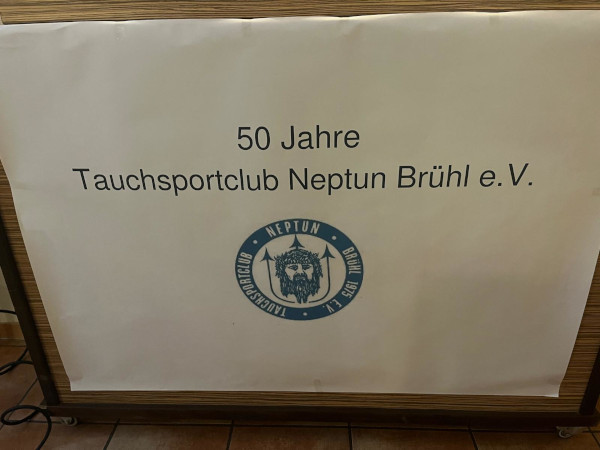 50 Jahre
Tauchsportclub Neptun Brühl e.V.
TAUCHSPORTCLUB • NEPTUN • BRÜHL 1975 E.V. •